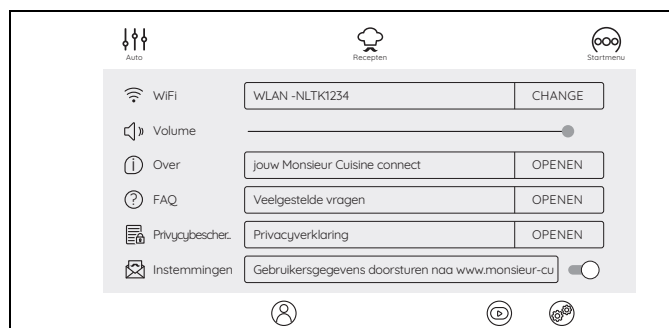 Auto Recepten Startmenu
WiFi WLAN -NLTK1234 CHANGE
Volume
Over jouw Monsieur Cuisine connect OPENEN
FAQ Veelgestelde vragen OPENEN
Privycybescher.. Privacyverklaring OPENEN
Instemmingen Gebruikersgegevens doorsturen naa www.monsieur-cu